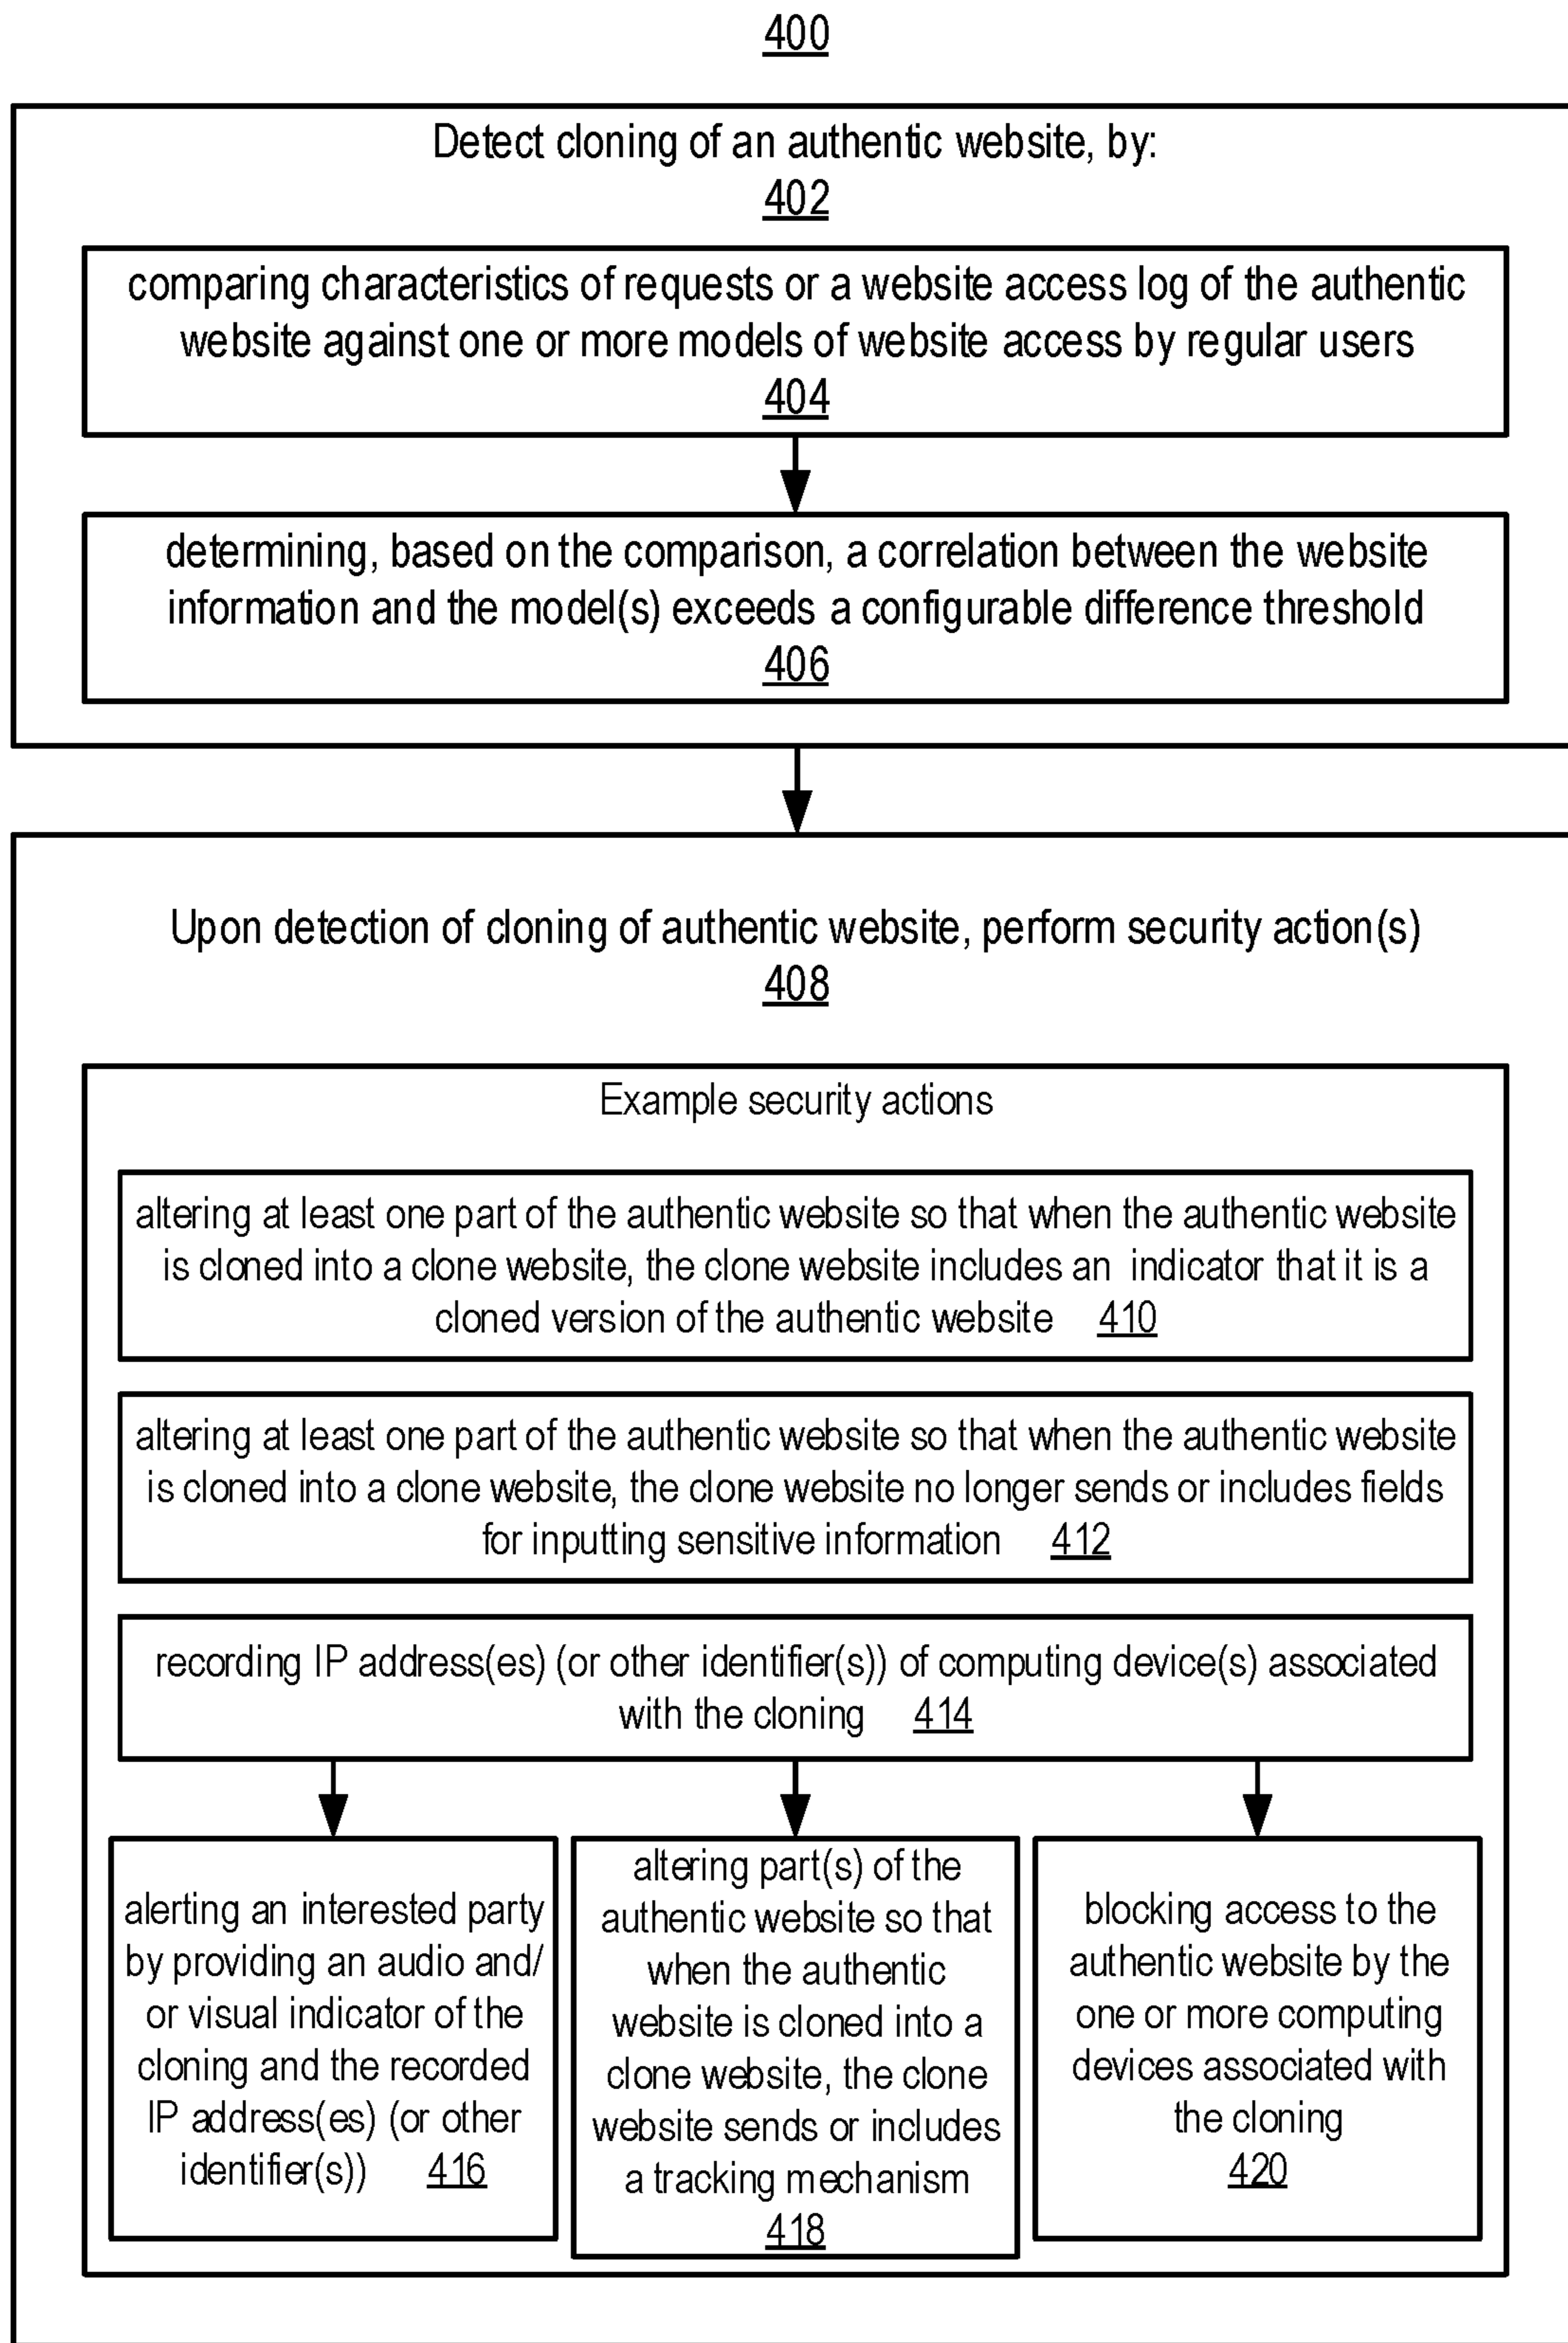 400
Detect cloning of an authentic website, by:
402
comparing characteristics of requests or a website access log of the authentic
website against one or more models of website access by regular users
404
determining, based on the comparison, a correlation between the website
information and the model(s) exceeds a configurable difference threshold
406
Upon detection of cloning of authentic website, perform security action(s)
408
Example security actions
altering at least one part of the authentic website so that when the authentic website
is cloned into a clone website, the clone website includes an indicator that it is a
cloned version of the authentic website 410
altering at least one part of the authentic website so that when the authentic website
is cloned into a clone website, the clone website no longer sends or includes fields
for inputting sensitive information 412
recording IP address(es) (or other identifier(s)) of computing device(s) associated
with the cloning 414
alerting an interested party
by providing an audio and/
or visual indicator of the
cloning and the recorded
IP address(es) (or other
identifier(s)) 416
altering part(s) of the
authentic website so that
when the authentic
website is cloned into a
clone website, the clone
website sends or includes
a tracking mechanism
418
blocking access to the
authentic website by the
one or more computing
devices associated with
the cloning
420